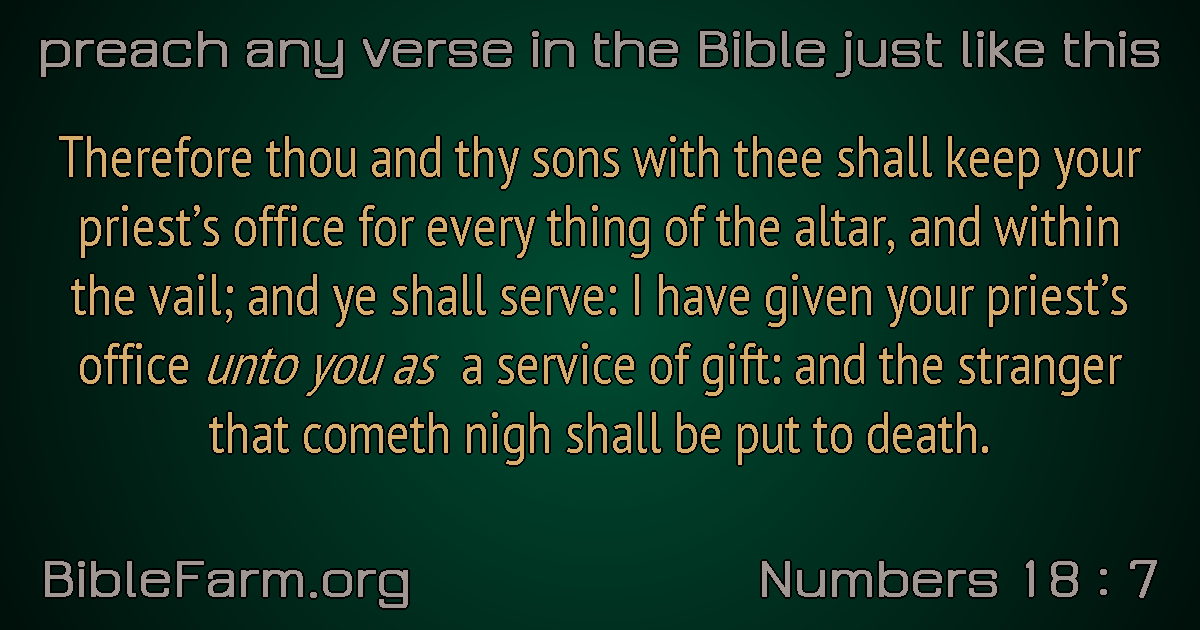 preach any verse in the Bible just like this
Therefore thou and thy sons with thee shall keep your
priest’s office for every thing of the altar, and within
the vail; and ye shall serve: I have given your priest’s
office unto you as a service of gift: and the stranger
that cometh nigh shall be put to death.
BibleFarm.org
Numbers 18 : 7